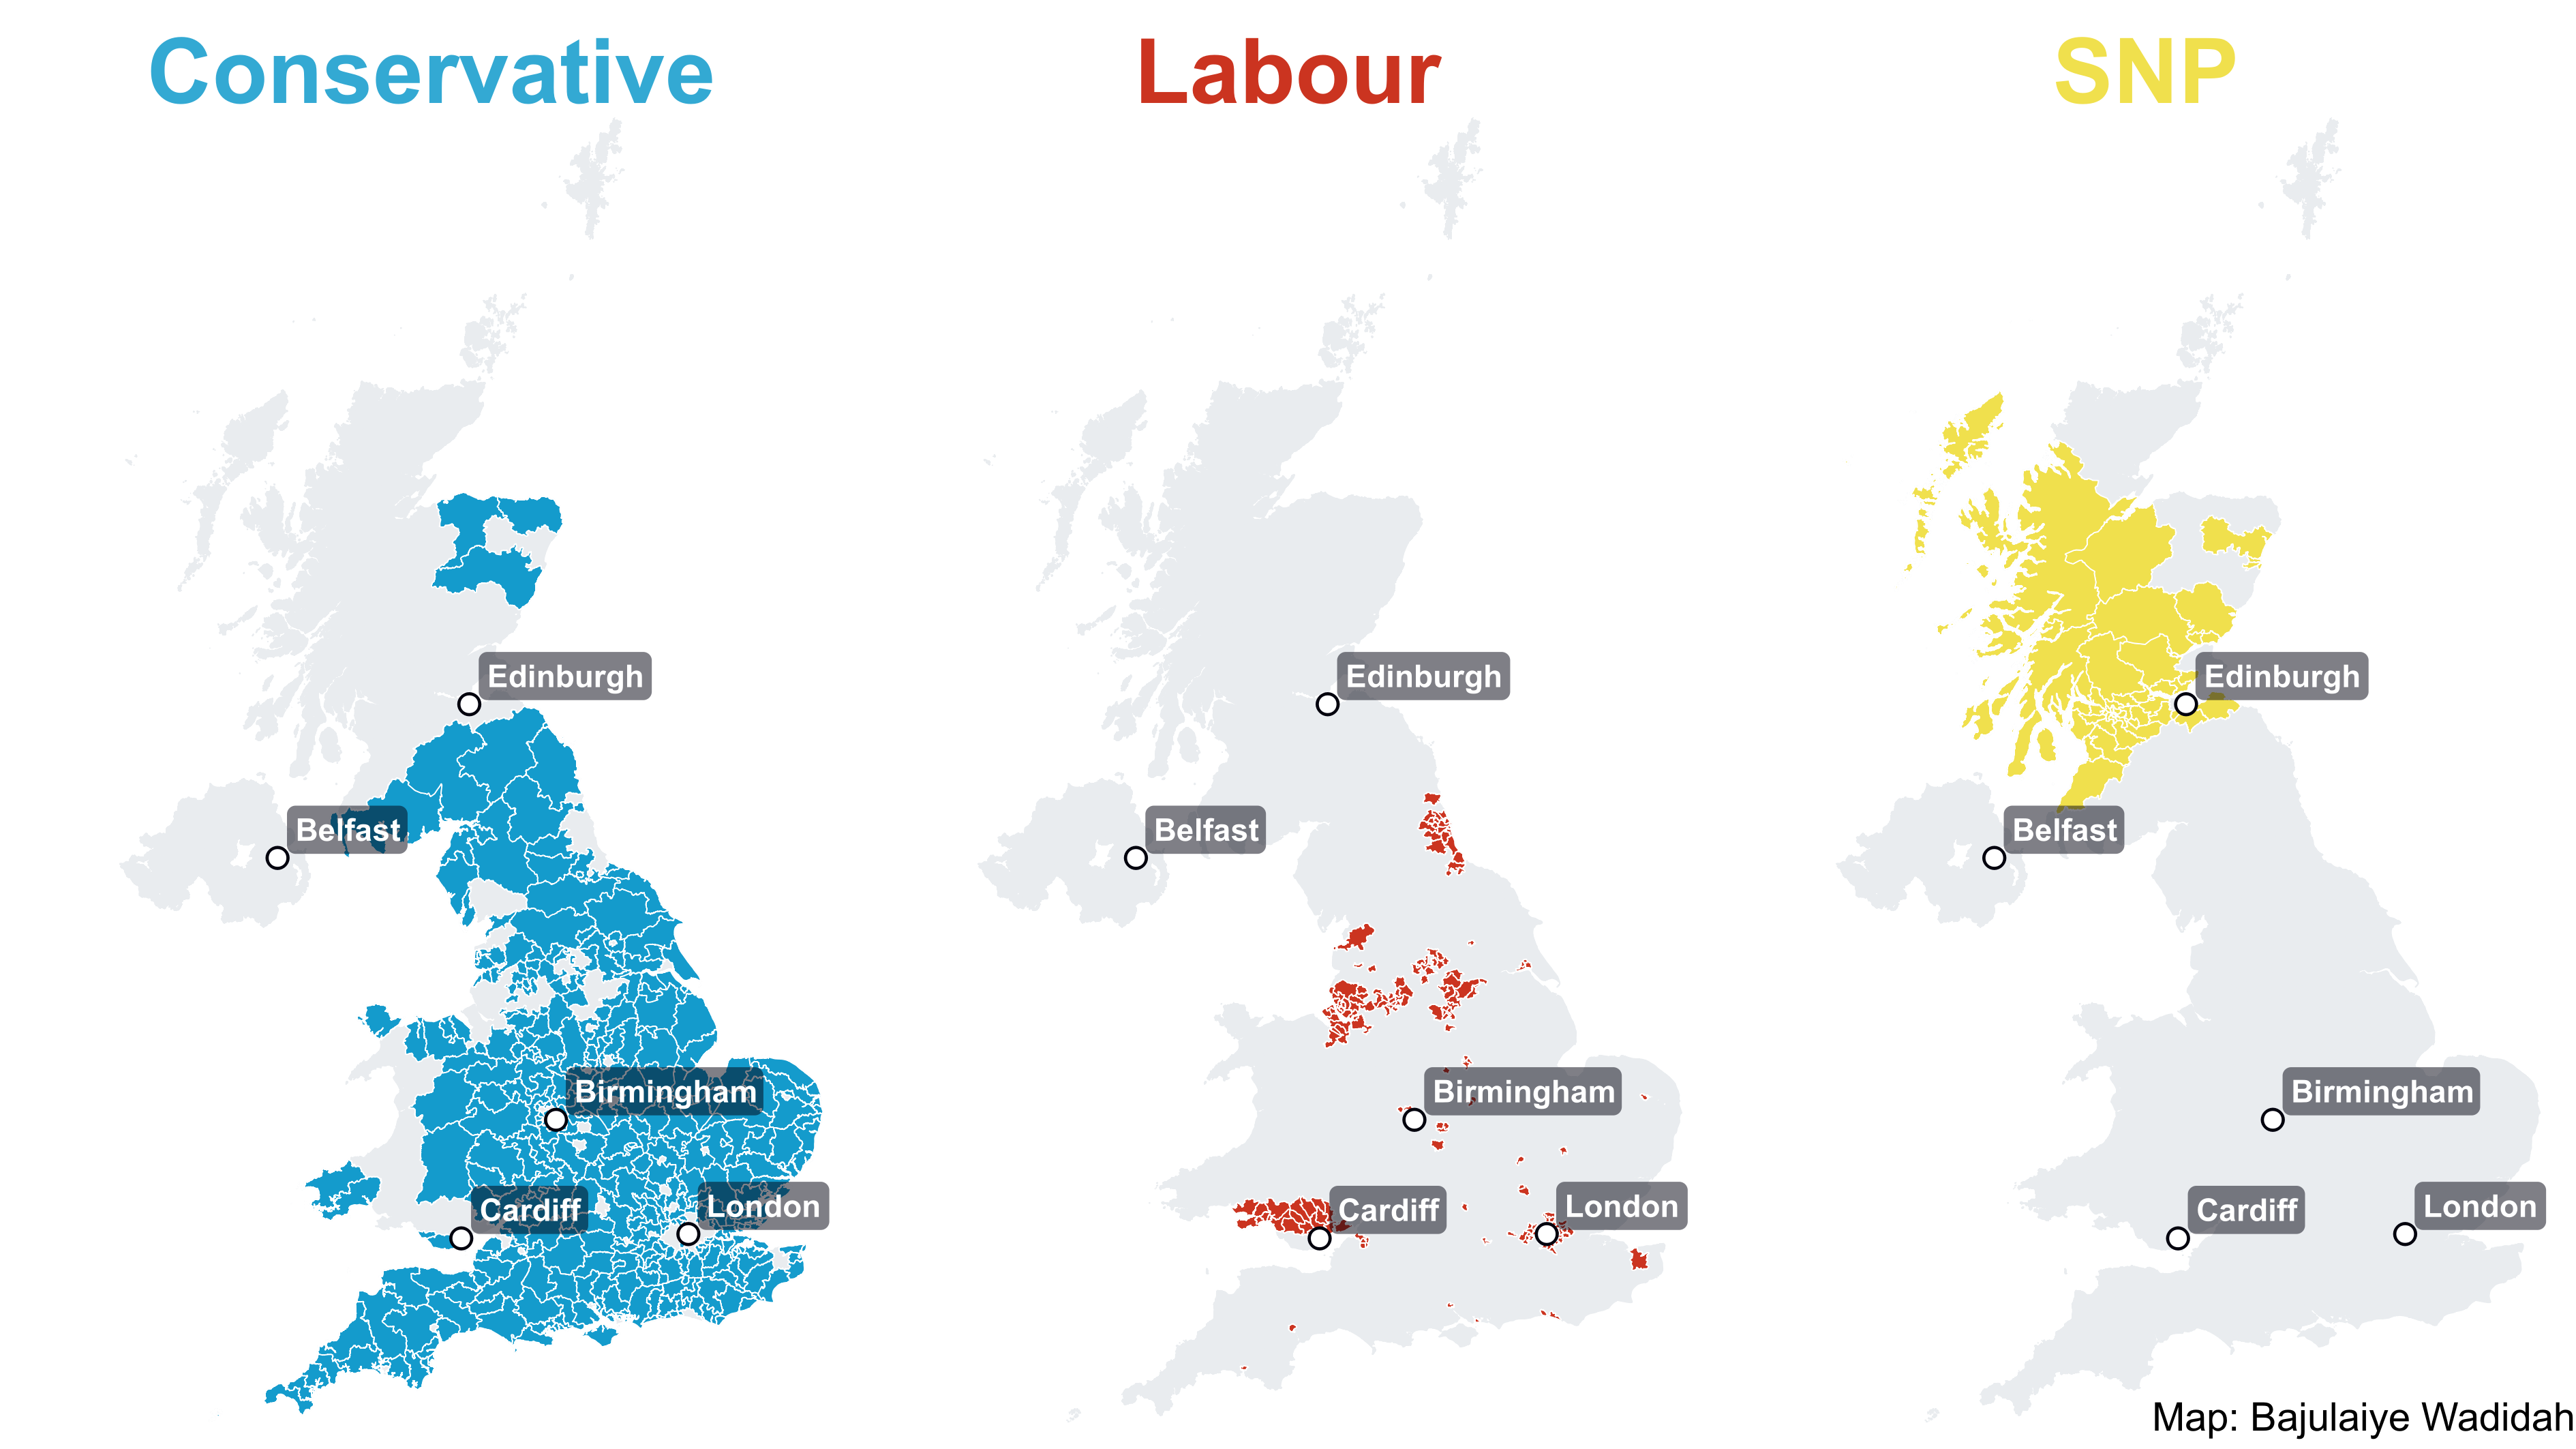 Conservative
Labour
SNP
Edinburgh
Belfast
Birmingham
Cardiff
London
Edinburgh
Belfast
Birmingham
Cardiff
London
Edinburgh
Belfast
Birmingham
Cardiff
London
Map: Bajulaiye Wadidah